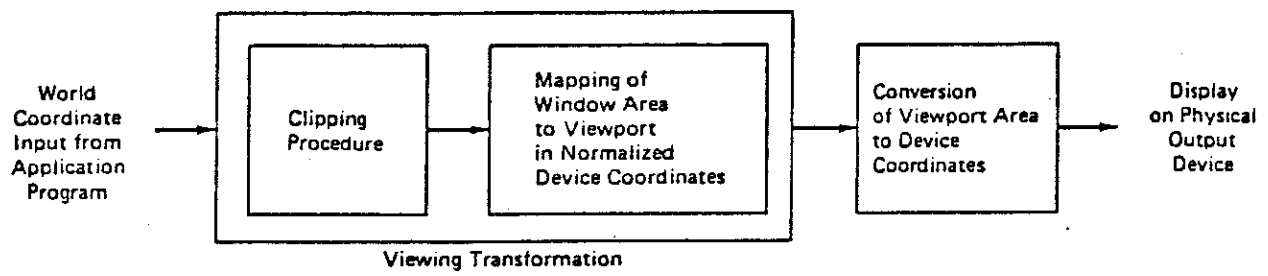 World
Coordinate
Input from
Application
Program
Clipping
Procedure
Mapping of
Window Area
to Viewport
in Normalized
Device Coordinates
Viewing Transformation
Conversion
of Viewport Area
to Device
Coordinates
Display
on Physical
Output
Device